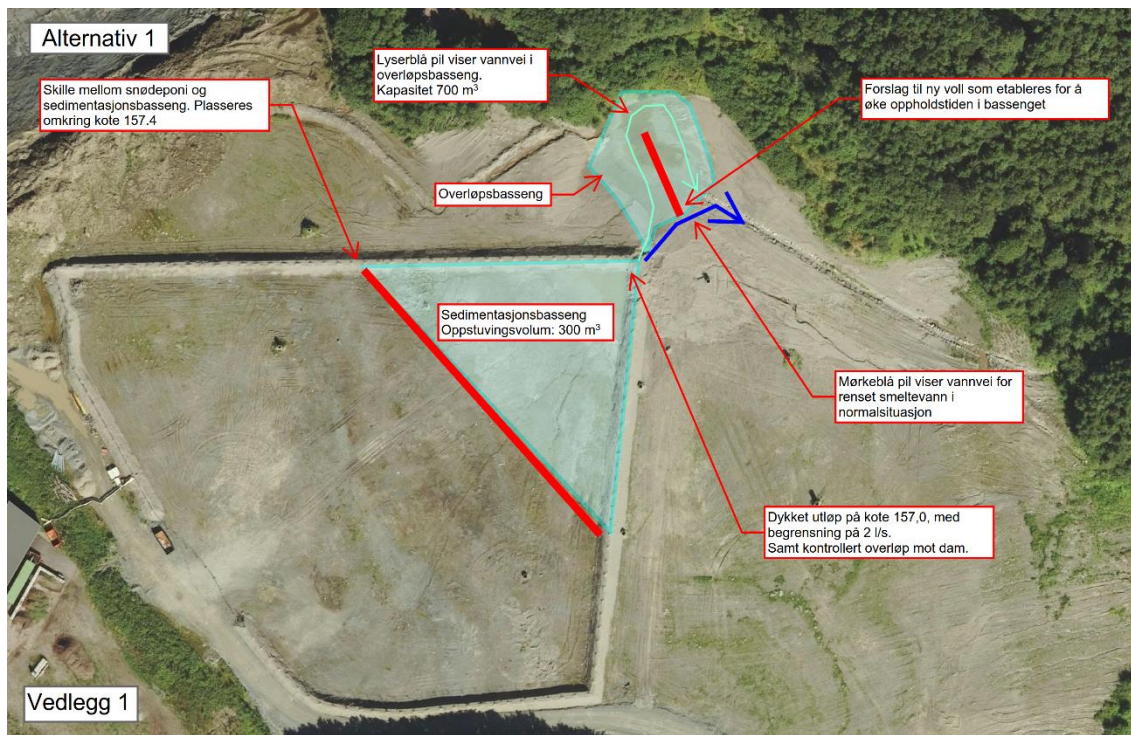 Alternativ 1
Skille mellom snødeponi og
sedimentasjonsbasseng. Plasseres
omkring kote 157.4
Lyserblå pil viser vannvei i
overløpsbasseng.
Kapasitet 700 m³
Forslag til ny voll som etableres for å
øke oppholdstiden i bassenget
Overløpsbasseng
Sedimentasjonsbasseng
Oppstuvingsvolum: 300 m³
Mørkeblå pil viser vannvei for
renset smeltevann i
normalsituasjon
Dykket utløp på kote 157,0, med
begrensning på 2 l/s.
Samt kontrollert overløp mot dam.
Vedlegg 1